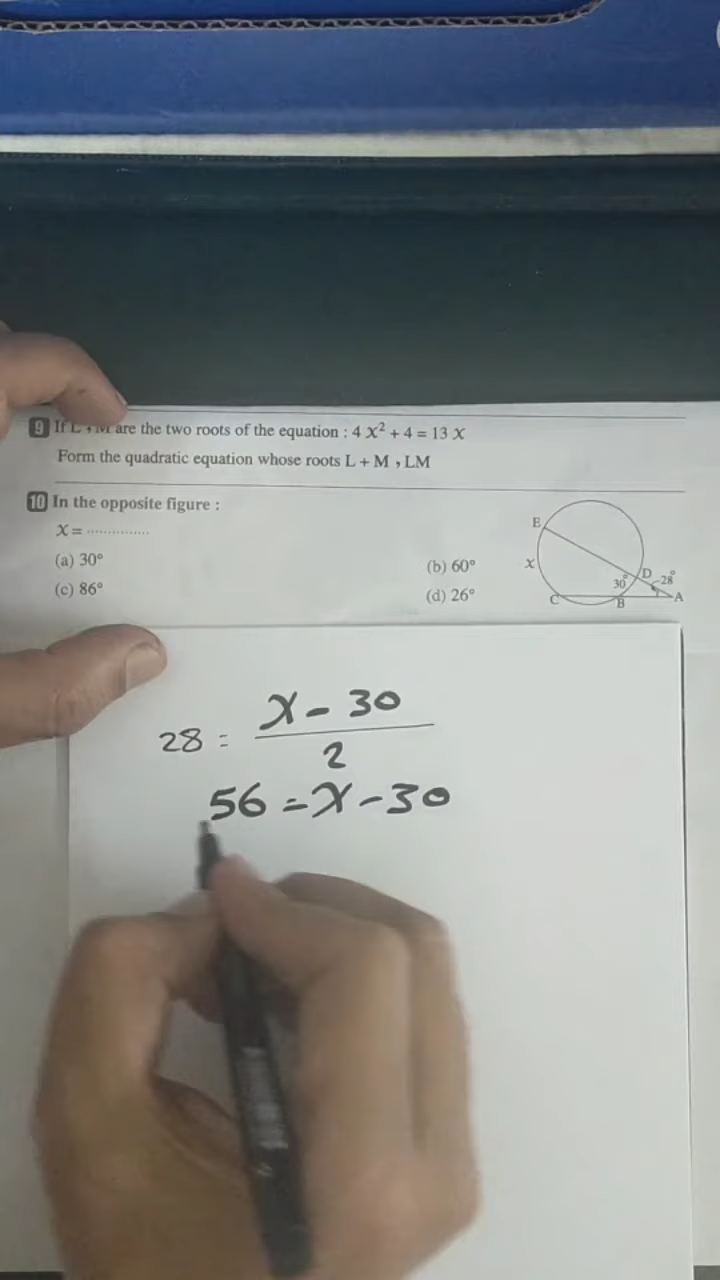 9 If L , M are the two roots of the equation : 4 X² + 4 = 13 X
Form the quadratic equation whose roots L + M , LM
10 In the opposite figure :
X = ...............
(a) 30°
(b) 60°
(c) 86°
(d) 26°
E
X
C
B
30°
D
28°
A
28 = X - 30 / 2
56 = X - 30